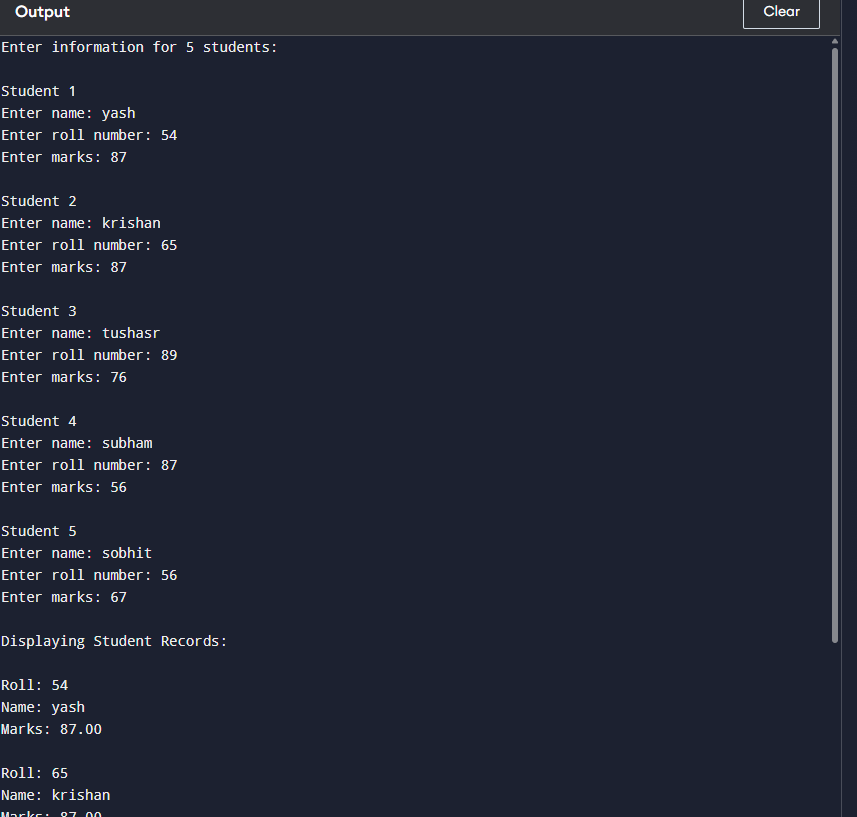 Output
Clear
Enter information for 5 students:
Student 1
Enter name: yash
Enter roll number: 54
Enter marks: 87
Student 2
Enter name: krishan
Enter roll number: 65
Enter marks: 87
Student 3
Enter name: tushasr
Enter roll number: 89
Enter marks: 76
Student 4
Enter name: subham
Enter roll number: 87
Enter marks: 56
Student 5
Enter name: sobhit
Enter roll number: 56
Enter marks: 67
Displaying Student Records:
Roll: 54
Name: yash
Marks: 87.00
Roll: 65
Name: krishan
Marks: 87.00